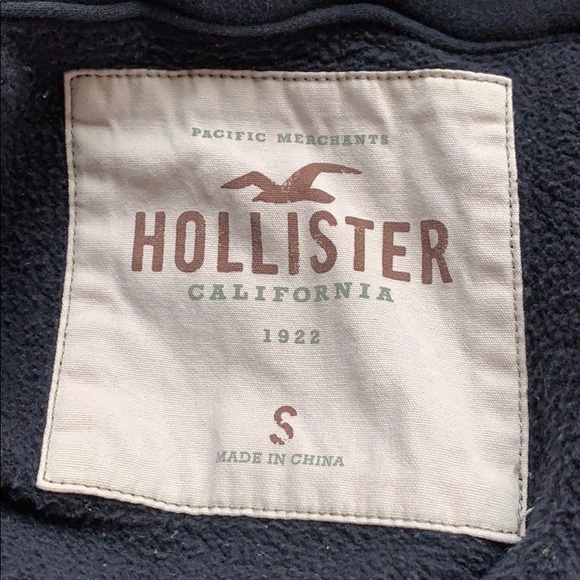 PACIFIC MERCHANTS
HOLLISTER
CALIFORNIA
1922
S
MADE IN CHINA